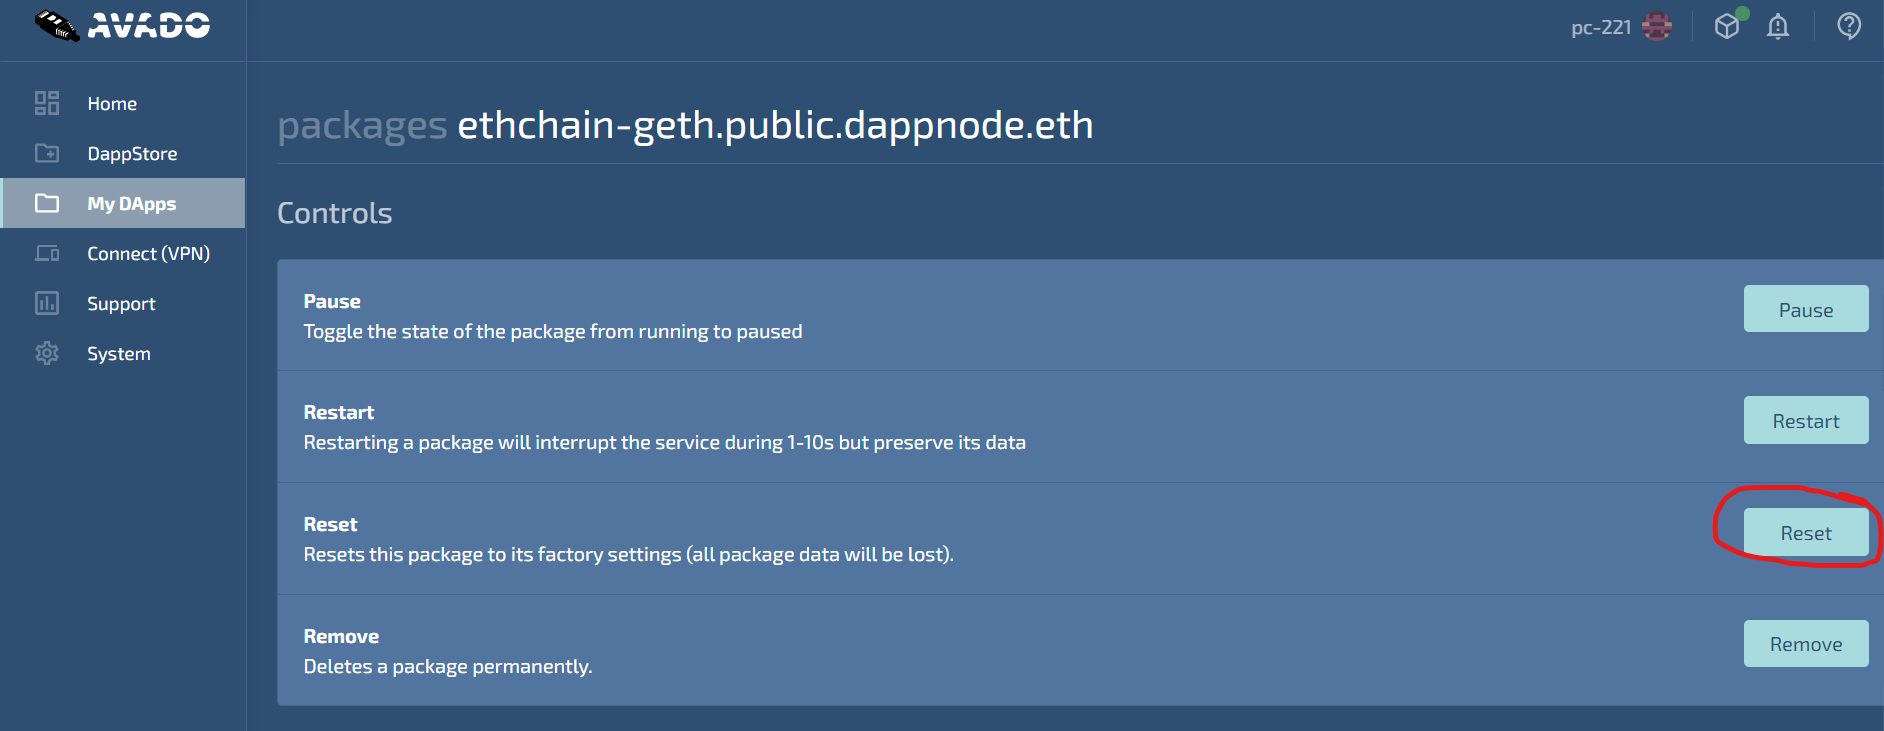 AVADO
pc-221
Home
DappStore
My DApps
Connect (VPN)
Support
System
packages ethchain-geth.public.dappnode.eth
Controls
Pause
Toggle the state of the package from running to paused
Pause
Restart
Restarting a package will interrupt the service during 1-10s but preserve its data
Restart
Reset
Resets this package to its factory settings (all package data will be lost).
Reset
Remove
Deletes a package permanently.
Remove